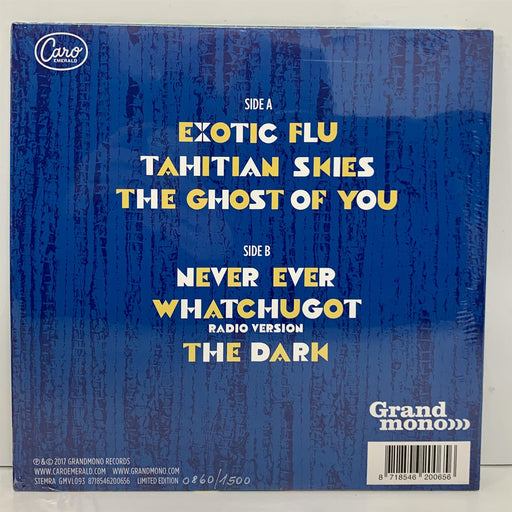 Caro
EMERALD
SIDE A
EXOTIC FLU
TAHITIAN SKIES
THE GHOST OF YOU
SIDE B
NEVER EVER
WHATCHUGOT
RADIO VERSION
THE DARK
Grand
mono
℗ & © 2017 GRANDMONO RECORDS
WWW.CAROEMERALD.COM WWW.GRANDMONO.COM
STEMRA GMVL093 8718546200656 LIMITED EDITION 0860/1500
8 718546 200656